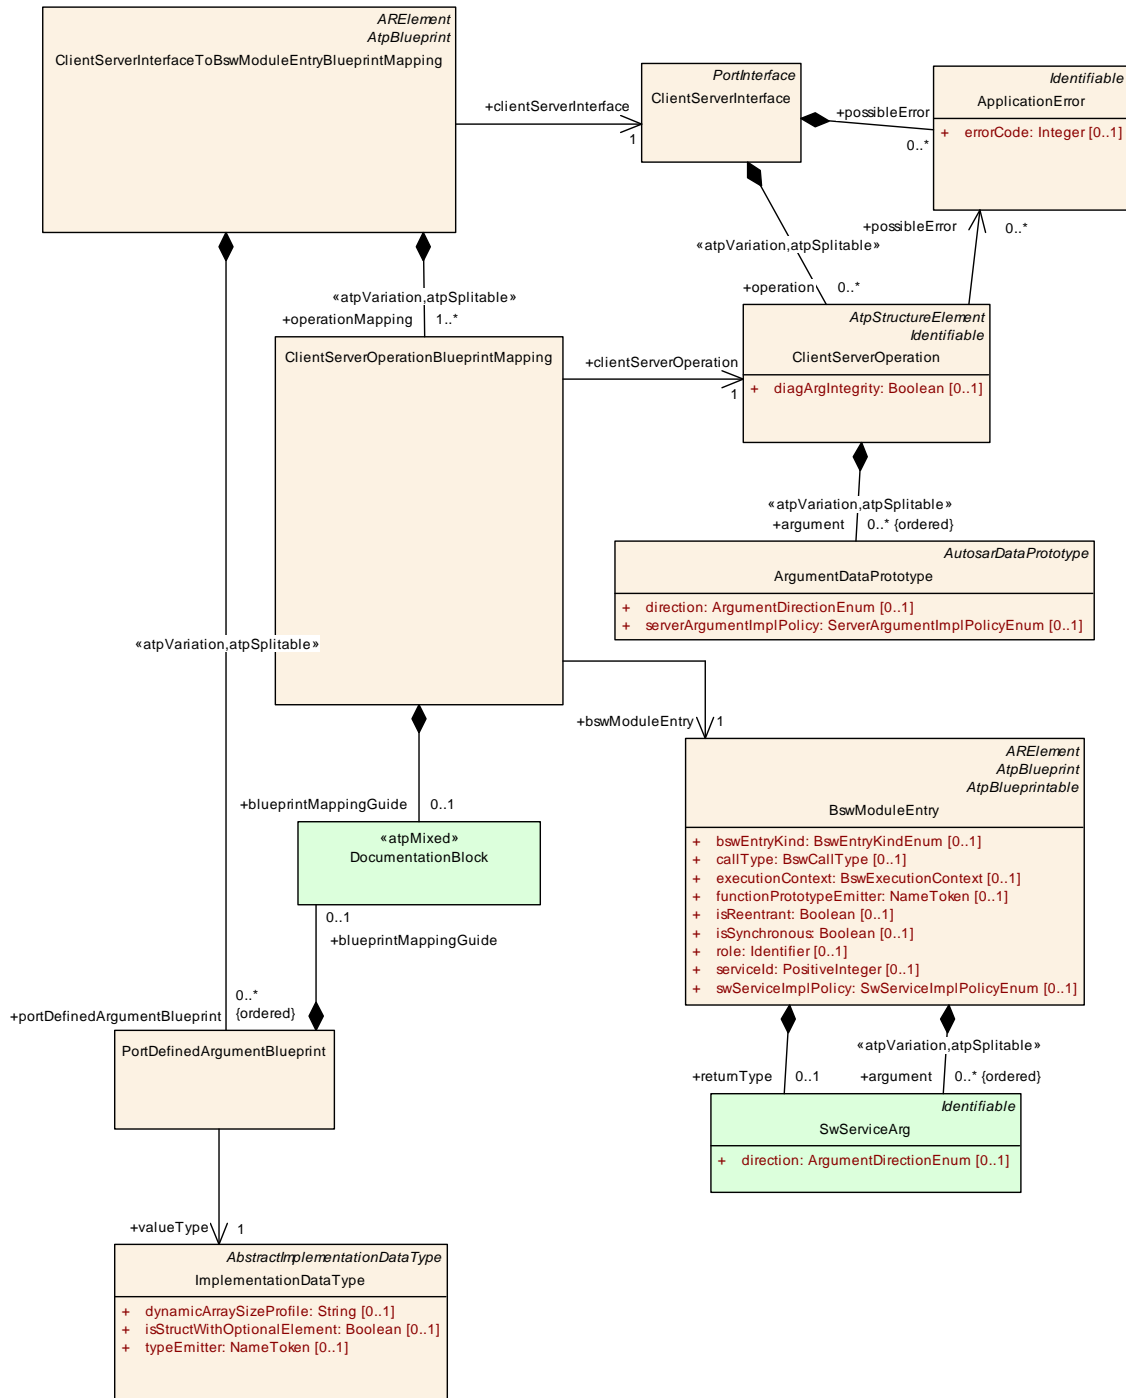 ARElement
AtpBlueprint
ClientServerInterfaceToBswModuleEntryBlueprintMapping
+clientServerInterface
1
PortInterface
ClientServerInterface
+possibleError
0..*
Identifiable
ApplicationError
+ errorCode: Integer [0..1]
+possibleError
0..*
«atpVariation,atpSplitable»
+operation
0..*
«atpVariation,atpSplitable»
+operationMapping
1..*
AtpStructureElement
Identifiable
ClientServerOperation
+ diagArgIntegrity: Boolean [0..1]
ClientServerOperationBlueprintMapping
+clientServerOperation
1
«atpVariation,atpSplitable»
+argument
0..* {ordered}
AutosarDataPrototype
ArgumentDataPrototype
+ direction: ArgumentDirectionEnum [0..1]
+ serverArgumentImplPolicy: ServerArgumentImplPolicyEnum [0..1]
«atpVariation,atpSplitable»
+bswModuleEntry
1
ARElement
AtpBlueprint
AtpBlueprintable
BswModuleEntry
+ bswEntryKind: BswEntryKindEnum [0..1]
+ callType: BswCallType [0..1]
+ executionContext: BswExecutionContext [0..1]
+ functionPrototypeEmitter: NameToken [0..1]
+ isReentrant: Boolean [0..1]
+ isSynchronous: Boolean [0..1]
+ role: Identifier [0..1]
+ serviceId: PositiveInteger [0..1]
+ swServiceImplPolicy: SwServiceImplPolicyEnum [0..1]
+blueprintMappingGuide
0..1
«atpMixed»
DocumentationBlock
0..1
+blueprintMappingGuide
0..*
{ordered}
+portDefinedArgumentBlueprint
PortDefinedArgumentBlueprint
«atpVariation,atpSplitable»
+returnType
0..1
+argument
0..* {ordered}
Identifiable
SwServiceArg
+ direction: ArgumentDirectionEnum [0..1]
+valueType
1
AbstractImplementationDataType
ImplementationDataType
+ dynamicArraySizeProfile: String [0..1]
+ isStructWithOptionalElement: Boolean [0..1]
+ typeEmitter: NameToken [0..1]